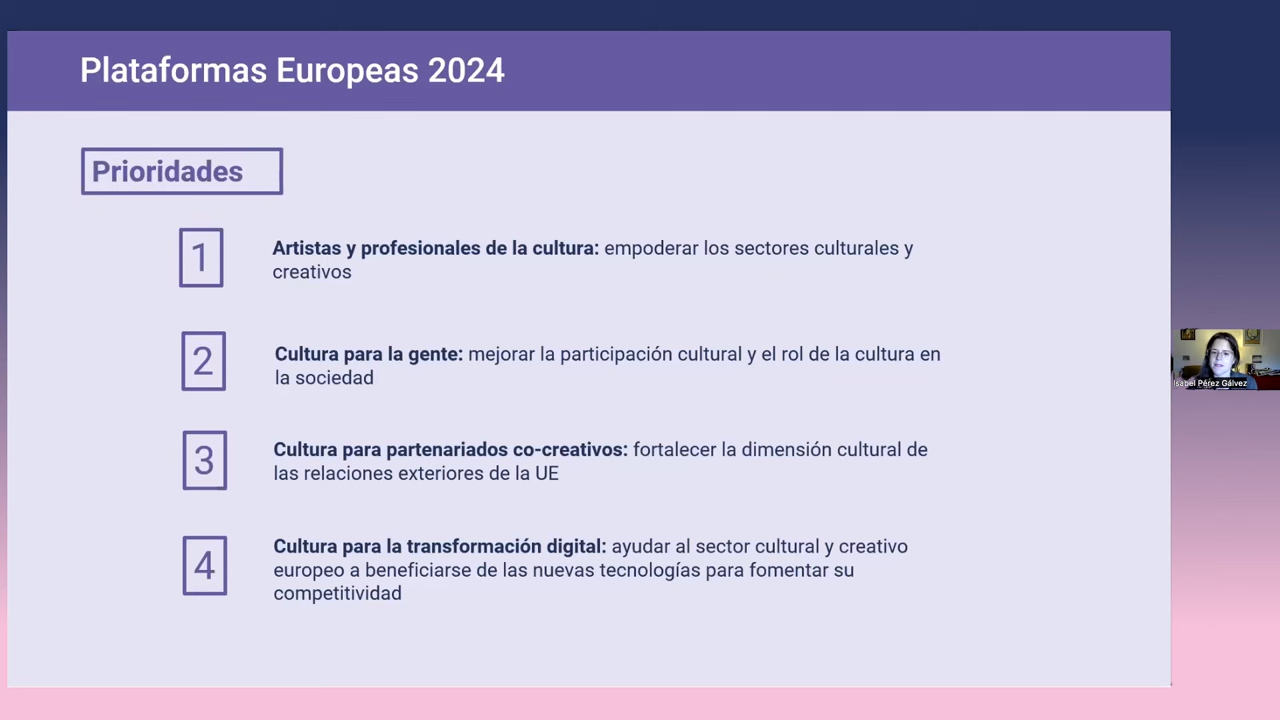 Plataformas Europeas 2024
Prioridades
1
Artistas y profesionales de la cultura: empoderar los sectores culturales y
creativos
2
Cultura para la gente: mejorar la participación cultural y el rol de la cultura en
la sociedad
3
Cultura para partenariados co-creativos: fortalecer la dimensión cultural de
las relaciones exteriores de la UE
4
Cultura para la transformación digital: ayudar al sector cultural y creativo
europeo a beneficiarse de las nuevas tecnologías para fomentar su
competitividad
Isabel Pérez Gálvez